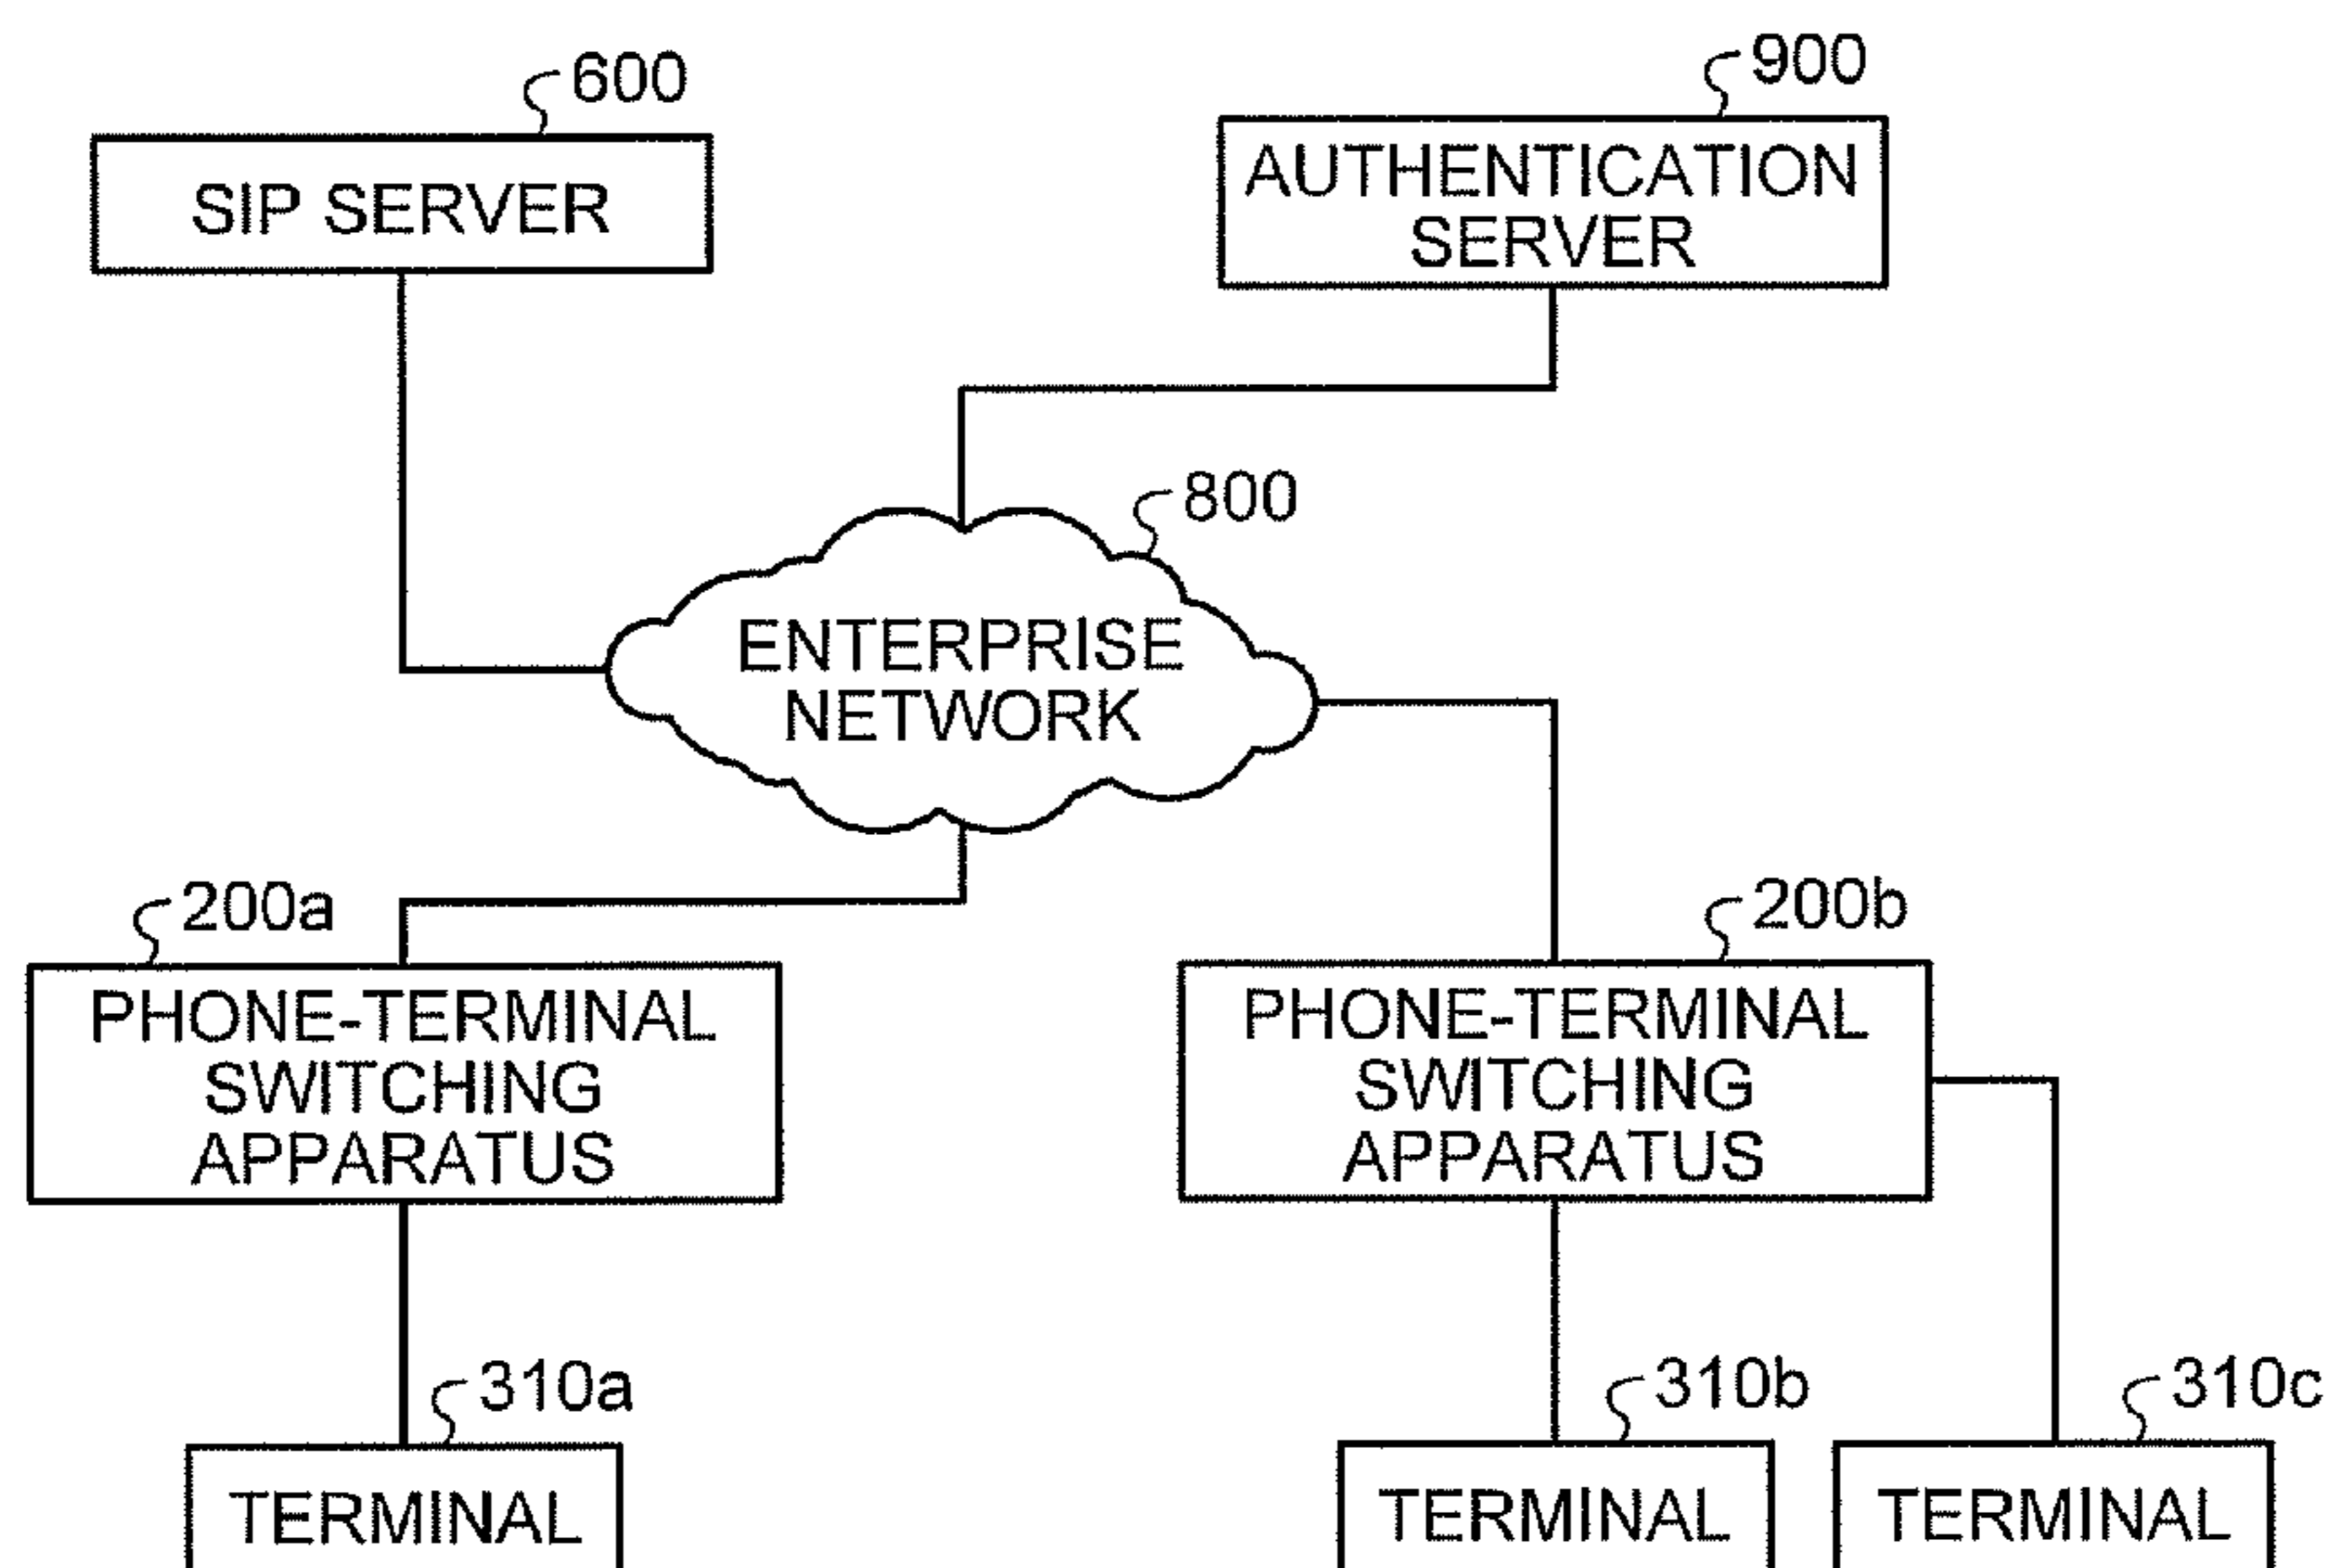 600
SIP SERVER
900
AUTHENTICATION
SERVER
800
ENTERPRISE
NETWORK
200a
PHONE-TERMINAL
SWITCHING
APPARATUS
200b
PHONE-TERMINAL
SWITCHING
APPARATUS
310a
TERMINAL
310b
TERMINAL
310c
TERMINAL